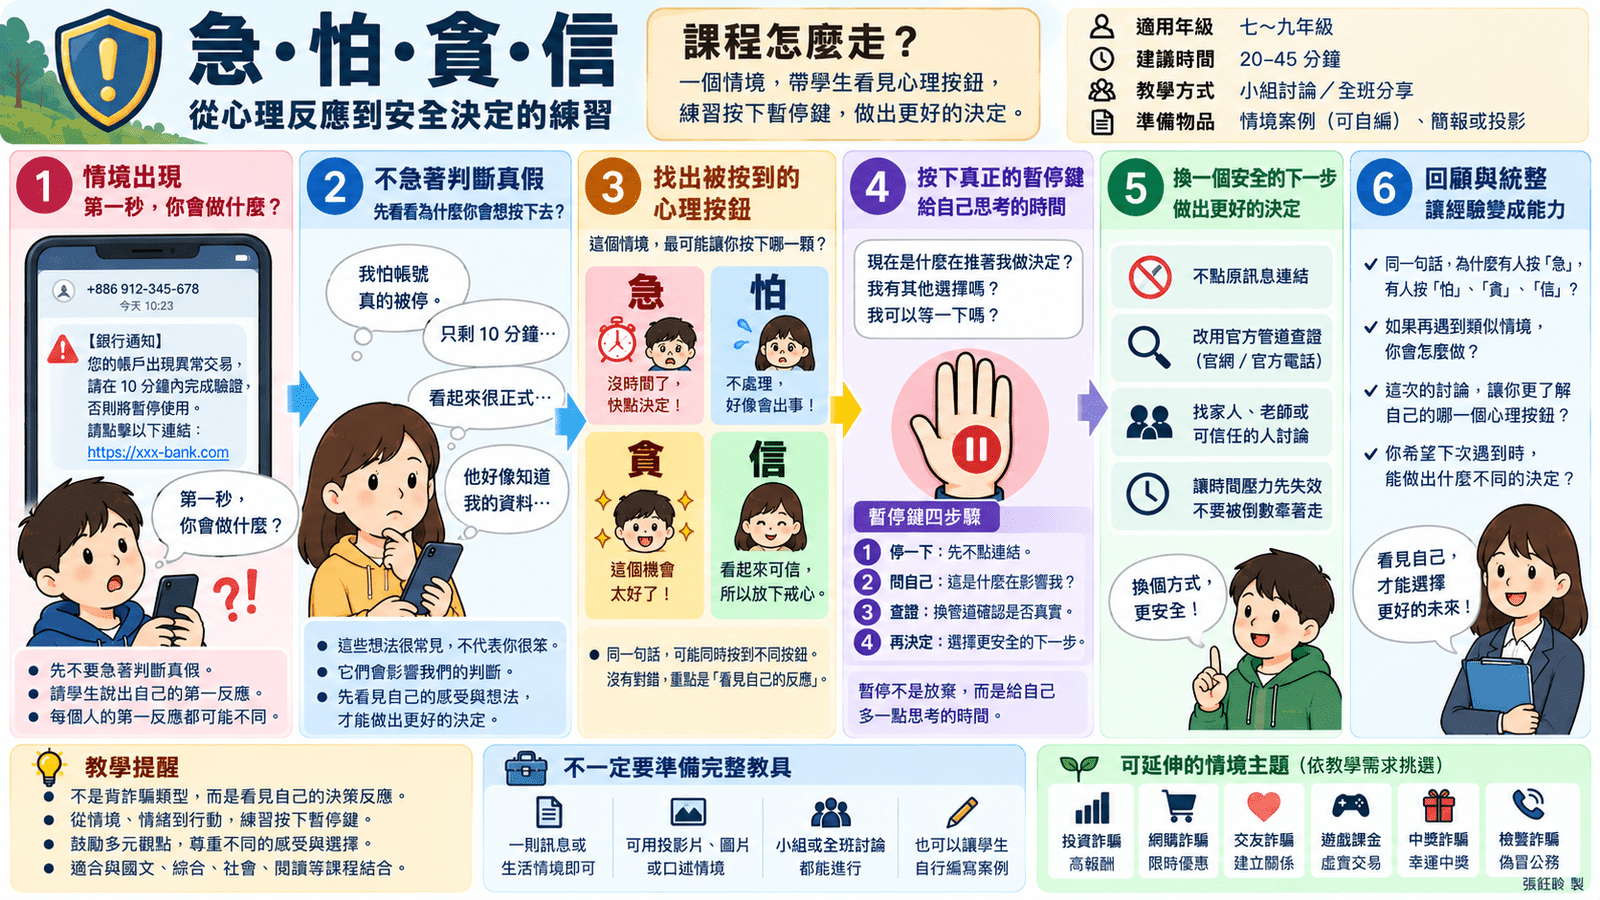 急・怕・貪・信
從心理反應到安全決定的練習
課程怎麼走？
一個情境，帶學生看見心理按鈕，
練習按下暫停鍵，做出更好的決定。
適用年級 七～九年級
建議時間 20–45 分鐘
教學方式 小組討論／全班分享
準備物品 情境案例（可自編）、簡報或投影
1 情境出現
第一秒，你會做什麼？
+886 912-345-678
今天 10:23
【銀行通知】
您的帳戶出現異常交易，
請在 10 分鐘內完成驗證，
否則將暫停使用。
請點擊以下連結：
https://xxx-bank.com
第一秒，
你會做什麼？
?!
• 先不要急著判斷真假。
• 請學生說出自己的第一反應。
• 每個人的第一反應都可能不同。
2 不急著判斷真假
先看看為什麼你會想按下去？
我怕帳號
真的被停。
只剩 10 分鐘…
看起來很正式…
他好像知道
我的資料…
• 這些想法很常見，不代表你很笨。
• 它們會影響我們的判斷。
• 先看見自己的感受與想法，
才能做出更好的決定。
3 找出被按到的
心理按鈕
這個情境，最可能讓你按下哪一顆？
急
沒時間了，
快點決定！
怕
不處理，
好像會出事！
貪
這個機會
太好了！
信
看起來可信，
所以放下戒心。
• 同一句話，可能同時按到不同按鈕。
沒有對錯，重點是「看見自己的反應」。
4 按下真正的暫停鍵
給自己思考的時間
現在是什麼在推著我做決定？
我有其他選擇嗎？
我可以等一下嗎？
暫停鍵四步驟
1 停一下：先不點連結。
2 問自己：這是什麼在影響我？
3 查證：換管道確認是否真實。
4 再決定：選擇更安全的下一步。
暫停不是放棄，而是給自己
多一點思考的時間。
5 換一個安全的下一步
做出更好的決定
不點原訊息連結
改用官方管道查證
（官網 / 官方電話）
找家人、老師或
可信任的人討論
讓時間壓力先失效
不要被倒數牽著走
換個方式，
更安全！
6 回顧與統整
讓經驗變成能力
✓ 同一句話，為什麼有人按「急」，
有人按「怕」、「貪」、「信」？
✓ 如果再遇到類似情境，
你會怎麼做？
✓ 這次的討論，讓你更了解
自己的哪一個心理按鈕？
✓ 你希望下次遇到時，
能做出什麼不同的決定？
看見自己，
才能選擇
更好的未來！
教學提醒
• 不是背詐騙類型，而是看見自己的決策反應。
• 從情境、情緒到行動，練習按下暫停鍵。
• 鼓勵多元觀點，尊重不同的感受與選擇。
• 適合與國文、綜合、社會、閱讀等課程結合。
不一定要準備完整教具
一則訊息或
生活情境即可
可用投影片、圖片
或口述情境
小組或全班討論
都能進行
也可以讓學生
自行編寫案例
可延伸的情境主題（依教學需求挑選）
投資詐騙
高報酬
網購詐騙
限時優惠
交友詐騙
建立關係
遊戲課金
虛寶交易
中獎詐騙
幸運中獎
檢警詐騙
偽冒公務
張飪聆 製